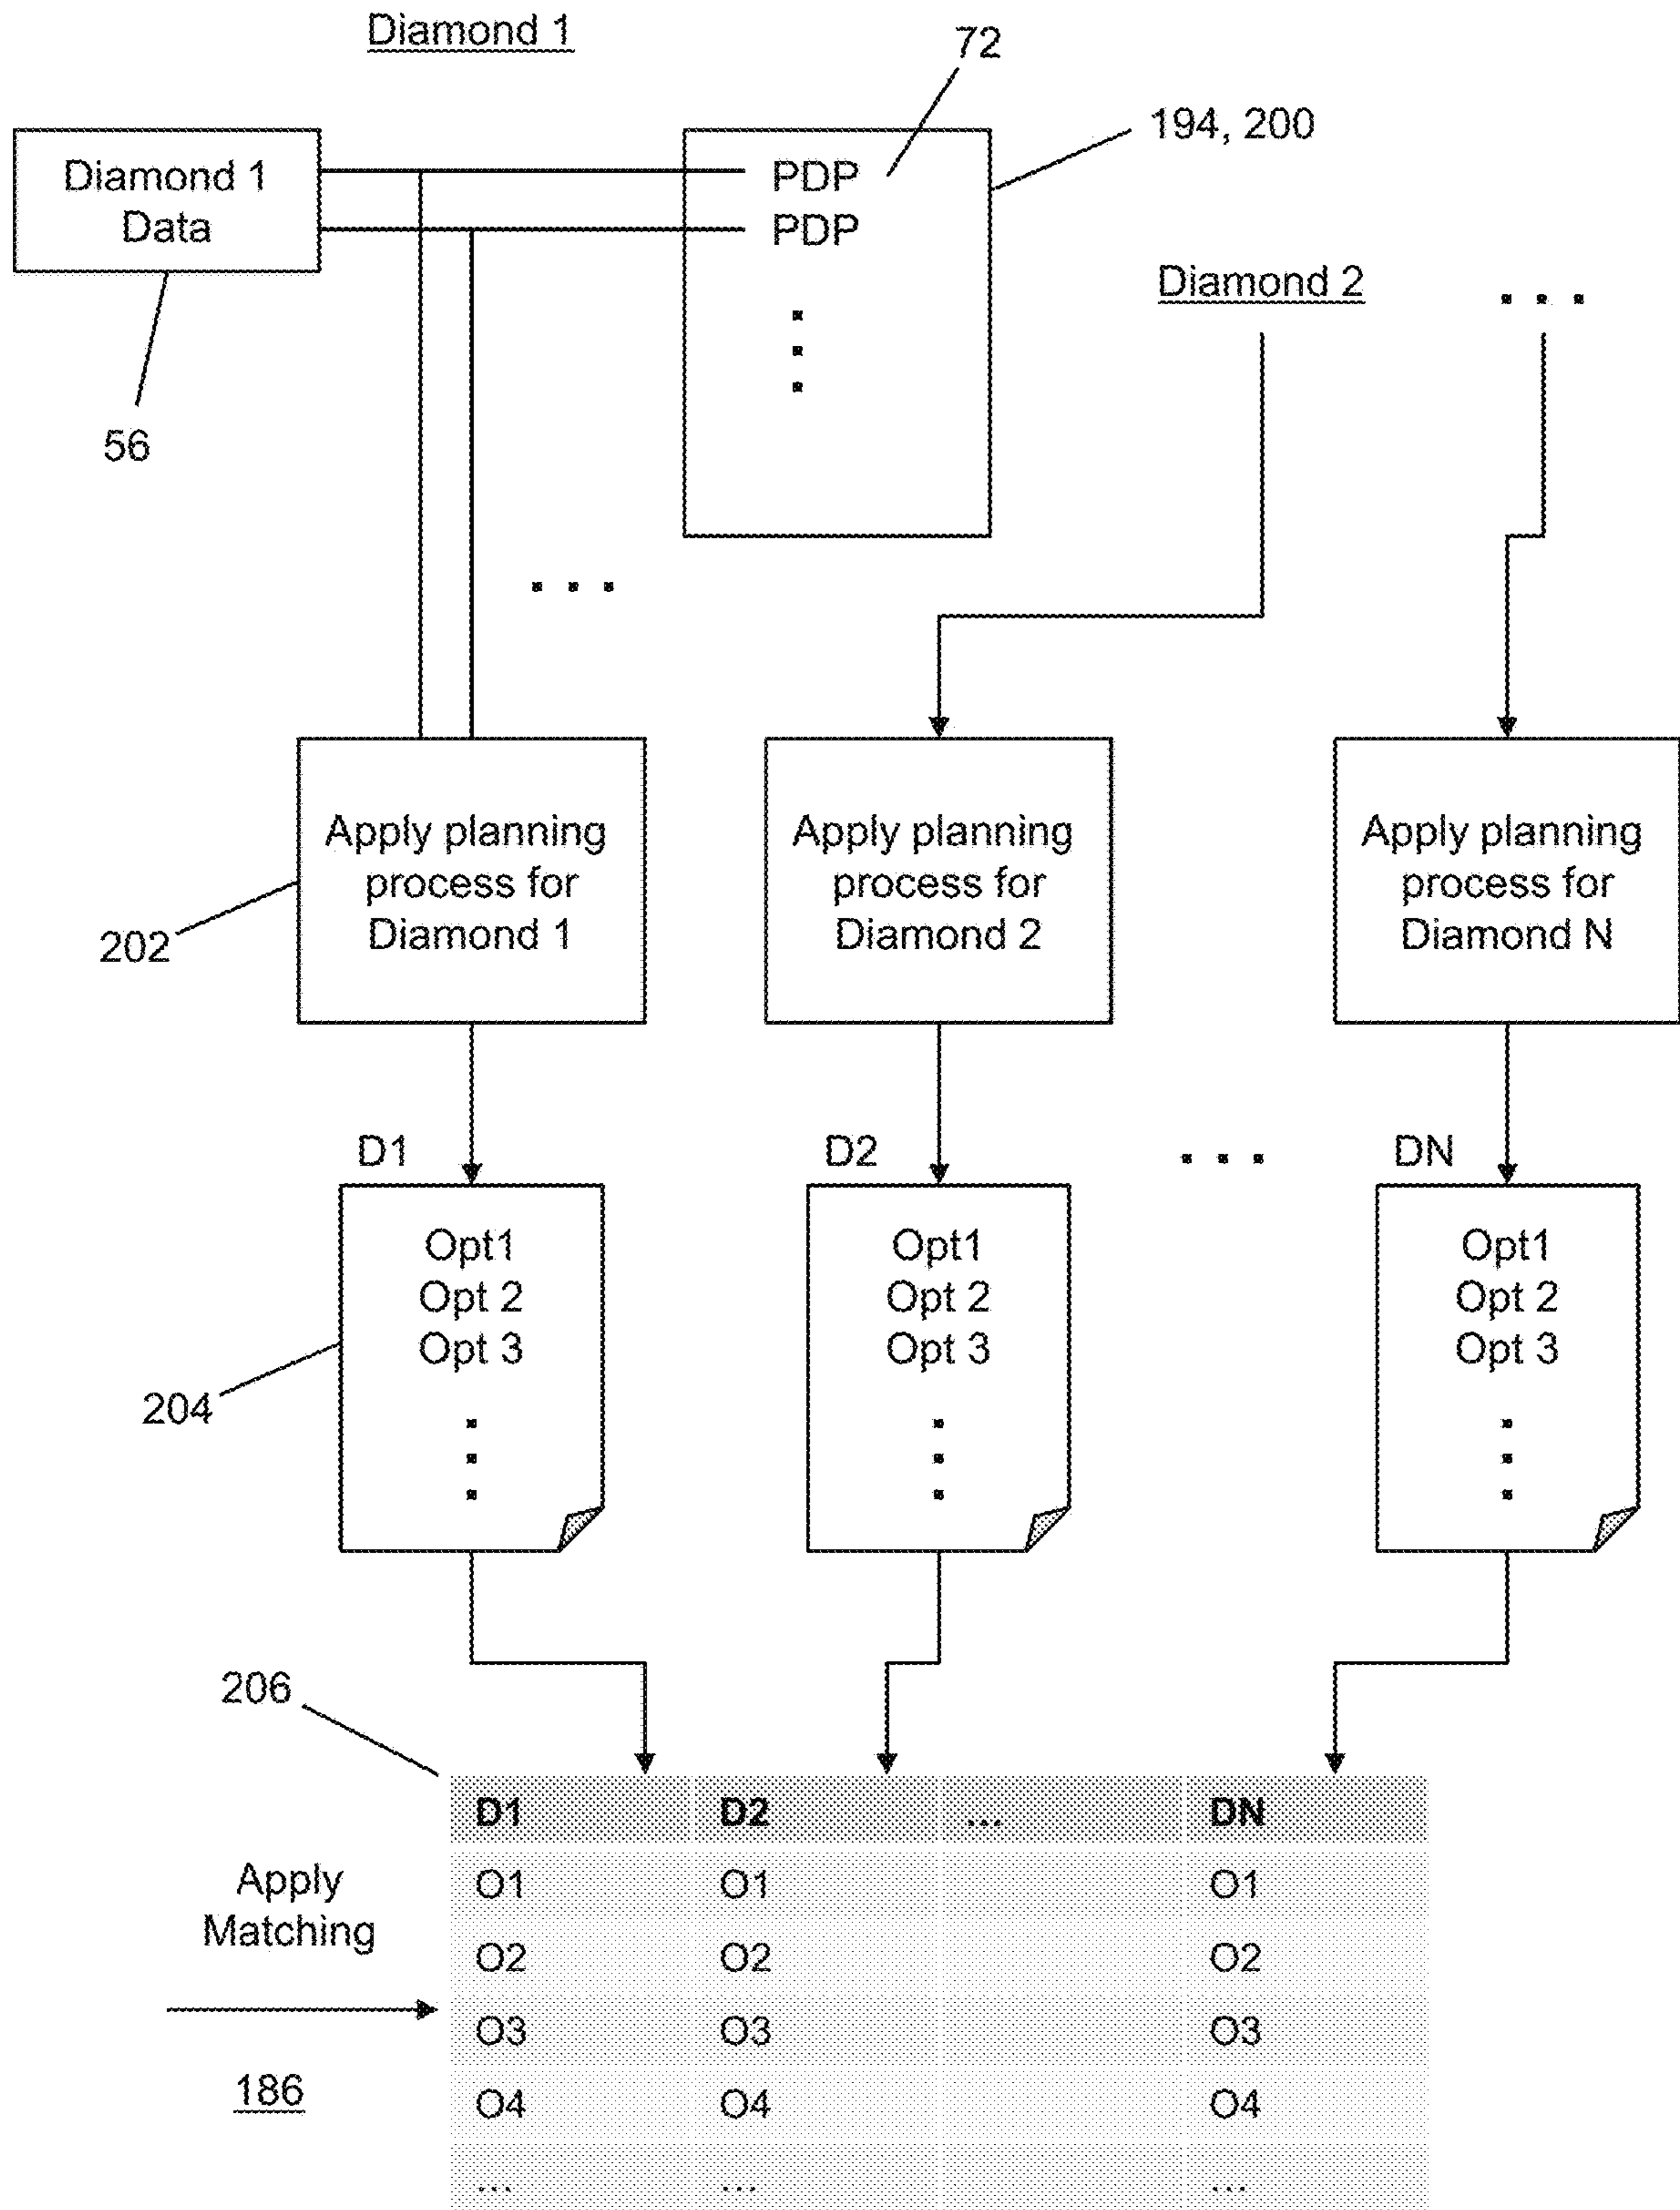 Diamond 1
72
194, 200
Diamond 1
Data
PDP
PDP
56
Diamond 2
. . .
. . .
Apply planning
process for
Diamond 1
Apply planning
process for
Diamond 2
Apply planning
process for
Diamond N
202
D1
D2
. . .
DN
Opt1
Opt 2
Opt 3
Opt1
Opt 2
Opt 3
Opt1
Opt 2
Opt 3
204
206
Apply
Matching
186
D1 D2 ... DN
O1 O1 O1
O2 O2 O2
O3 O3 O3
O4 O4 O4
... ... ...